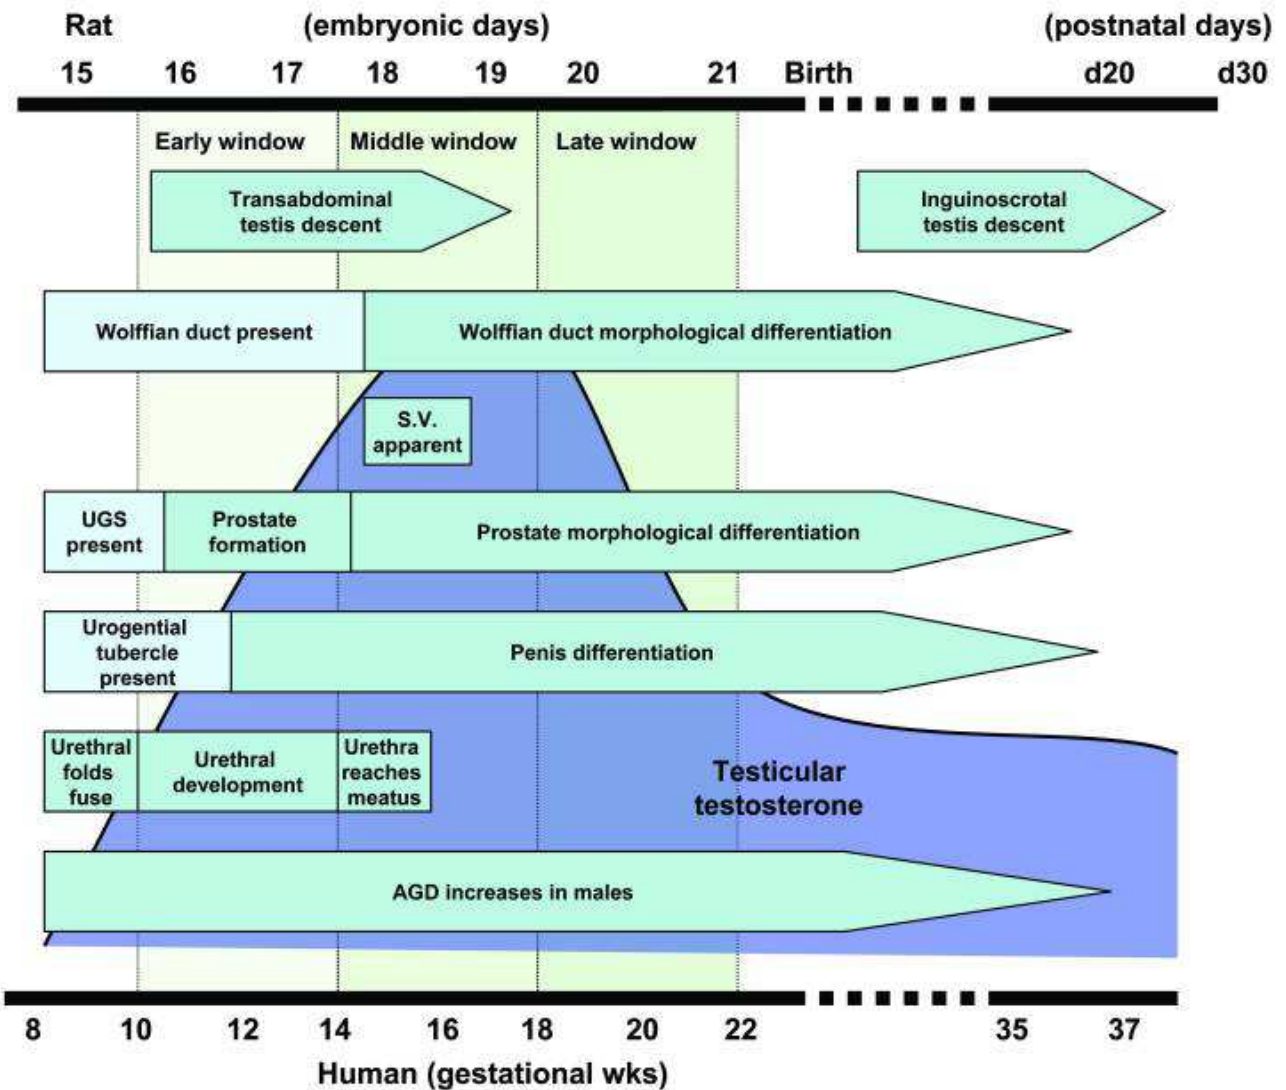 Rat (embryonic days) (postnatal days)
15 16 17 18 19 20 21 Birth d20 d30
Early window Middle window Late window
Transabdominal
testis descent
Inguinoscrotal
testis descent
Wolffian duct present
Wolffian duct morphological differentiation
S.V.
apparent
UGS
present
Prostate
formation
Prostate morphological differentiation
Urogential
tubercle
present
Penis differentiation
Urethral
folds
fuse
Urethral
development
Urethra
reaches
meatus
Testicular
testosterone
AGD increases in males
8 10 12 14 16 18 20 22 35 37
Human (gestational wks)